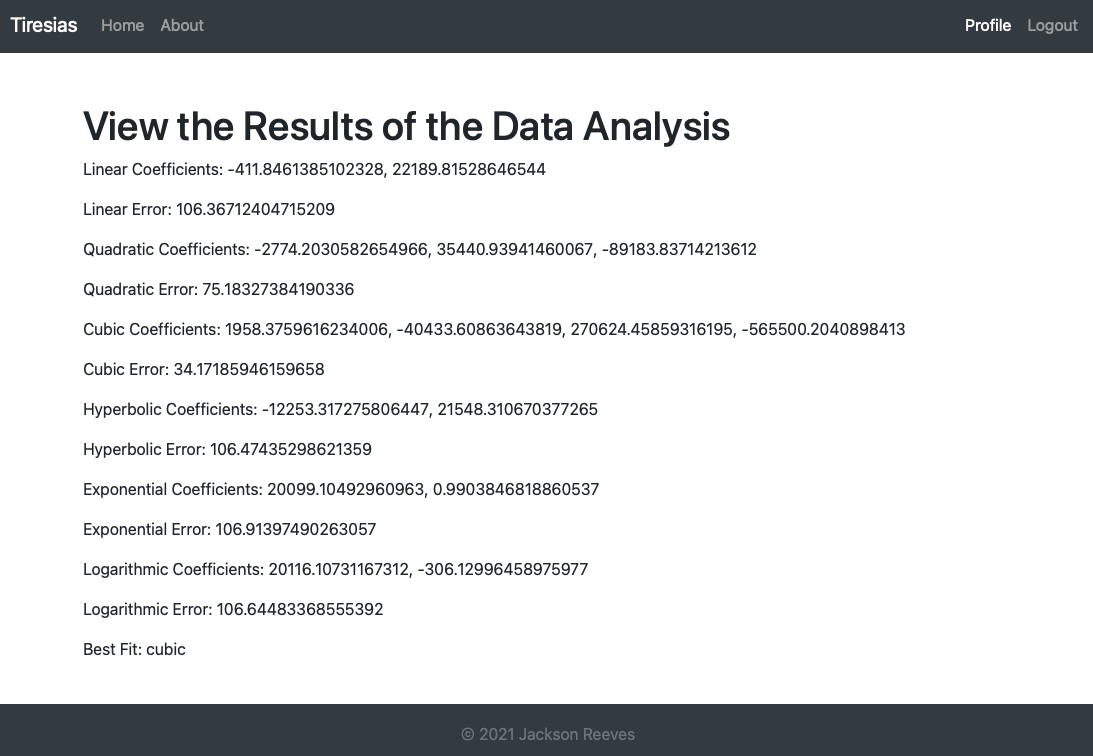 Tiresias Home About Profile Logout
View the Results of the Data Analysis
Linear Coefficients: -411.8461385102328, 22189.81528646544
Linear Error: 106.36712404715209
Quadratic Coefficients: -2774.2030582654966, 35440.93941460067, -89183.83714213612
Quadratic Error: 75.18327384190336
Cubic Coefficients: 1958.3759616234006, -40433.60863643819, 270624.45859316195, -565500.2040898413
Cubic Error: 34.17185946159658
Hyperbolic Coefficients: -12253.317275806447, 21548.310670377265
Hyperbolic Error: 106.47435298621359
Exponential Coefficients: 20099.10492960963, 0.9903846818860537
Exponential Error: 106.91397490263057
Logarithmic Coefficients: 20116.10731167312, -306.12996458975977
Logarithmic Error: 106.64483368555392
Best Fit: cubic
© 2021 Jackson Reeves